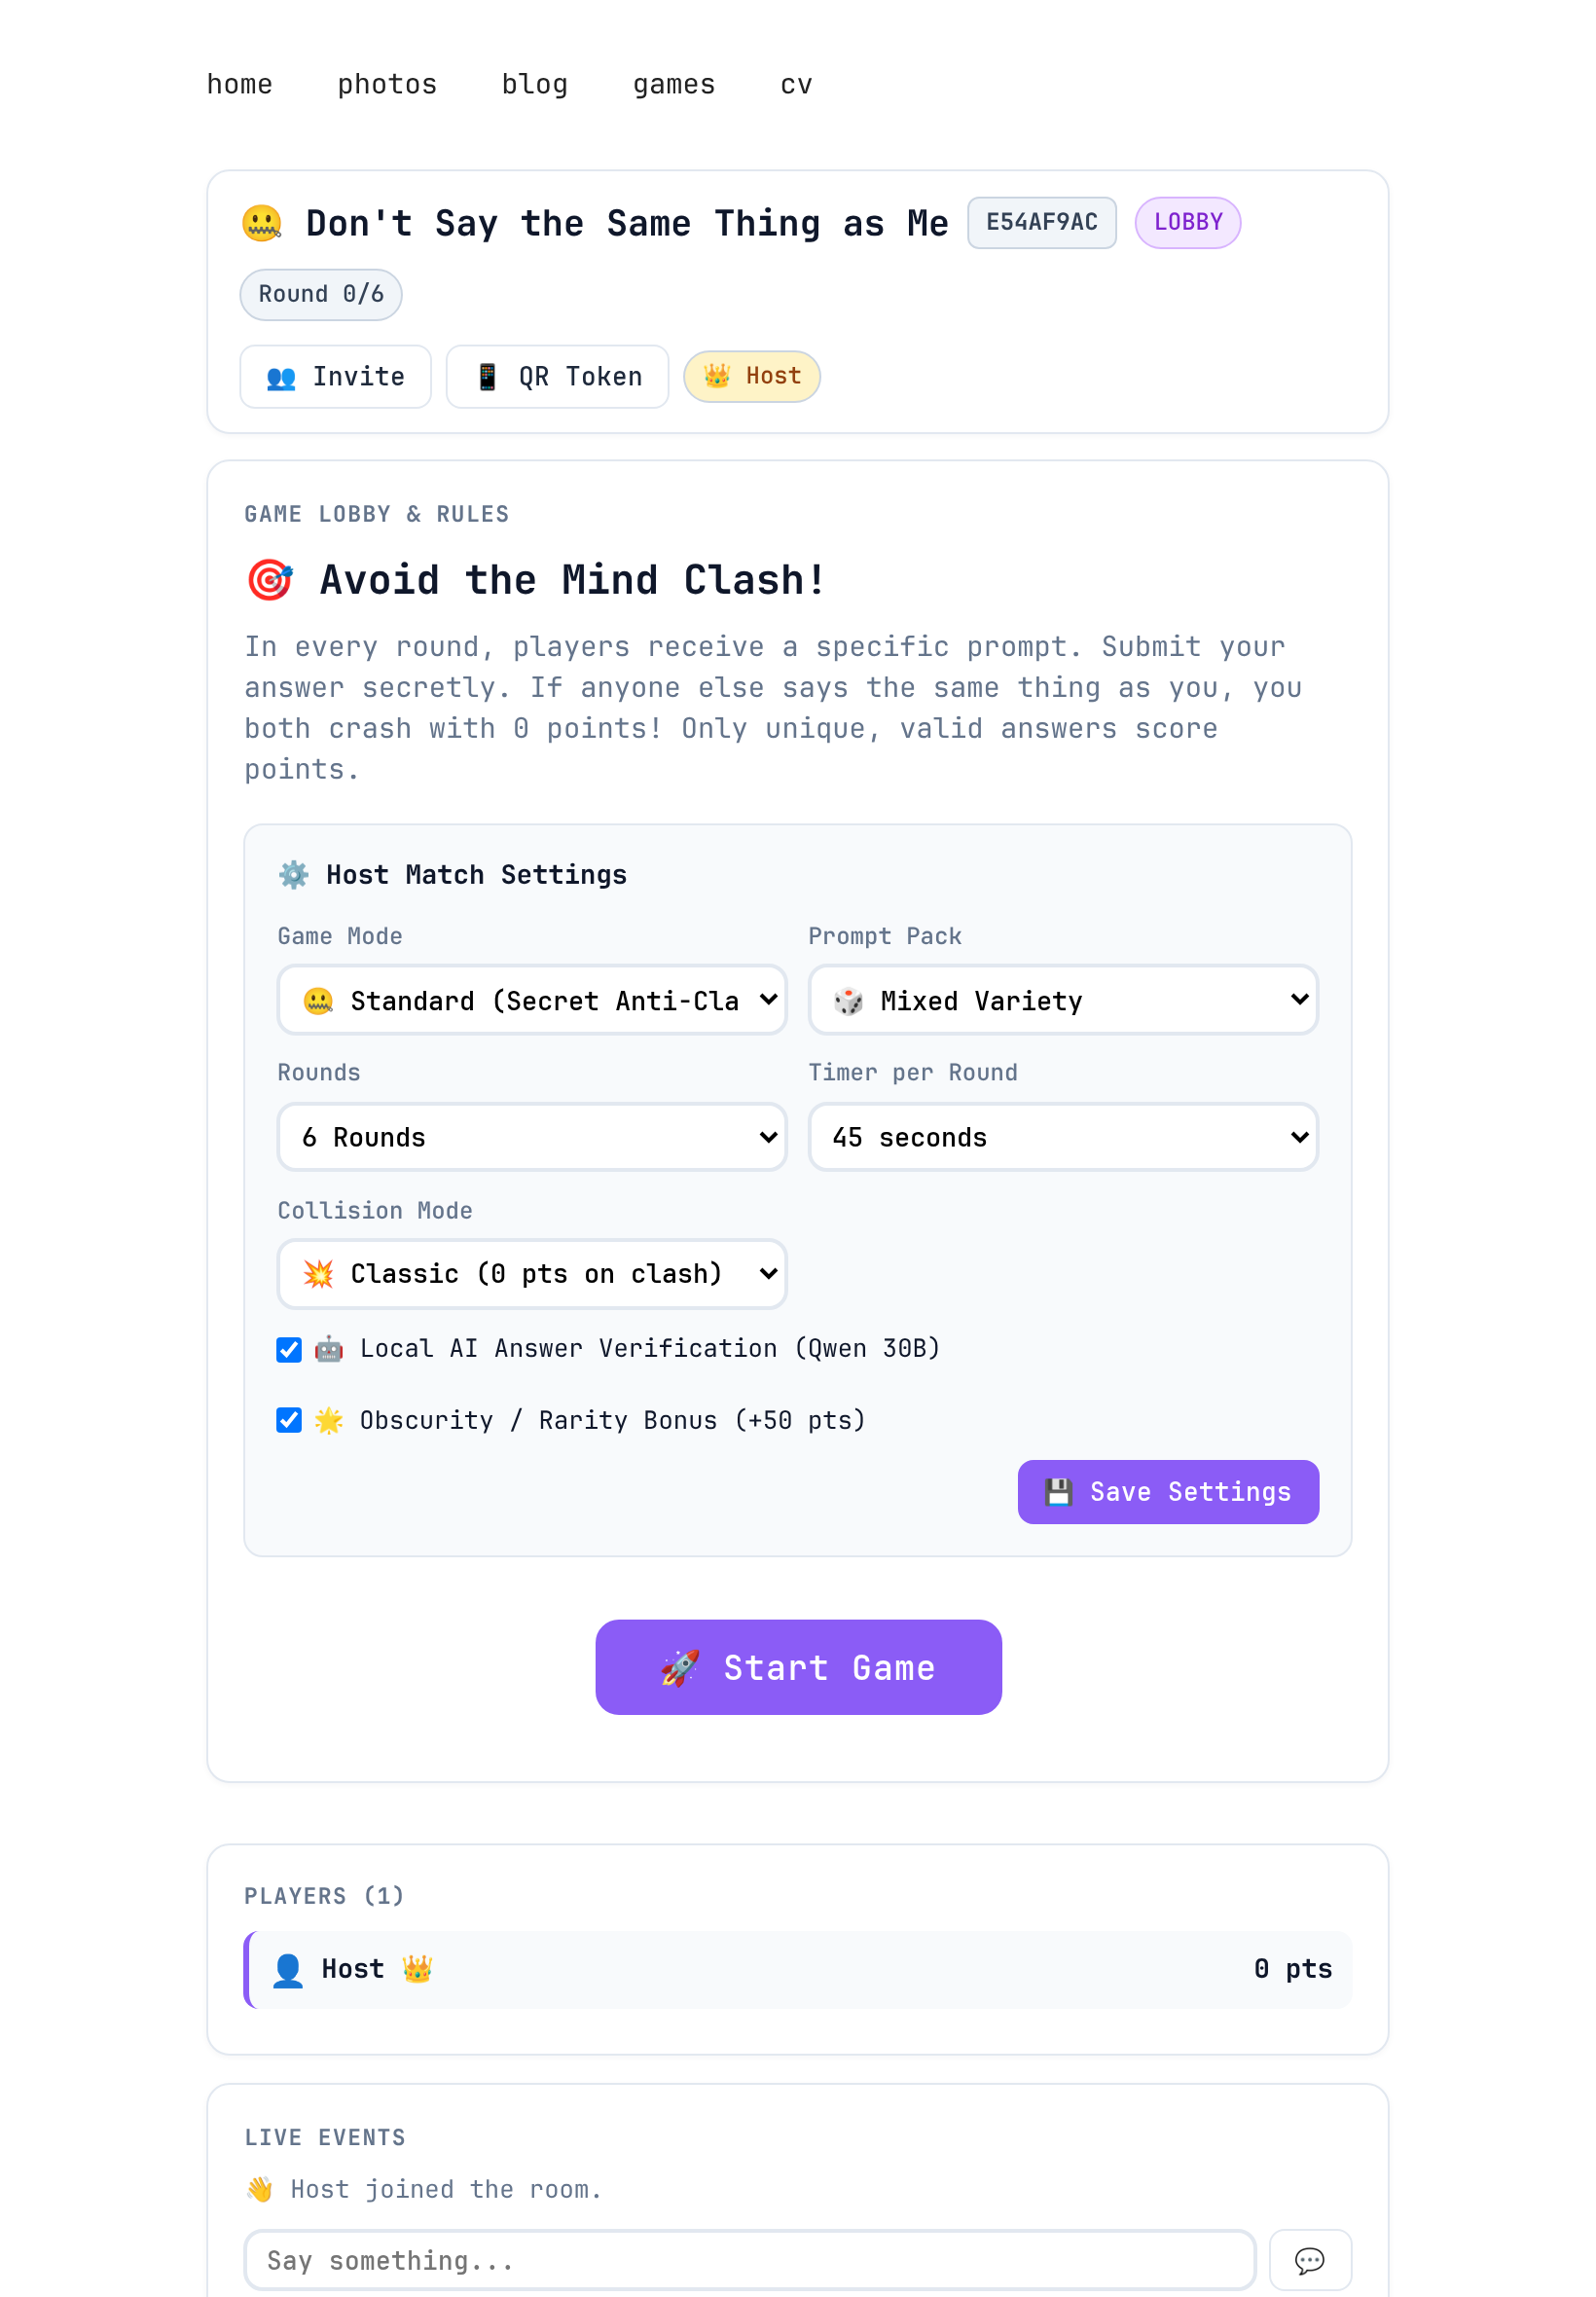 home photos blog games cv
🤐 Don't Say the Same Thing as Me E54AF9AC LOBBY
Round 0/6
👥 Invite 📱 QR Token 👑 Host
GAME LOBBY & RULES
🎯 Avoid the Mind Clash!
In every round, players receive a specific prompt. Submit your
answer secretly. If anyone else says the same thing as you, you
both crash with 0 points! Only unique, valid answers score
points.
⚙️ Host Match Settings
Game Mode Prompt Pack
🤐 Standard (Secret Anti-Cla 🎲 Mixed Variety
Rounds Timer per Round
6 Rounds 45 seconds
Collision Mode
💥 Classic (0 pts on clash)
🤖 Local AI Answer Verification (Qwen 30B)
🌟 Obscurity / Rarity Bonus (+50 pts)
💾 Save Settings
🚀 Start Game
PLAYERS (1)
👤 Host 👑 0 pts
LIVE EVENTS
👋 Host joined the room.
Say something... 💬